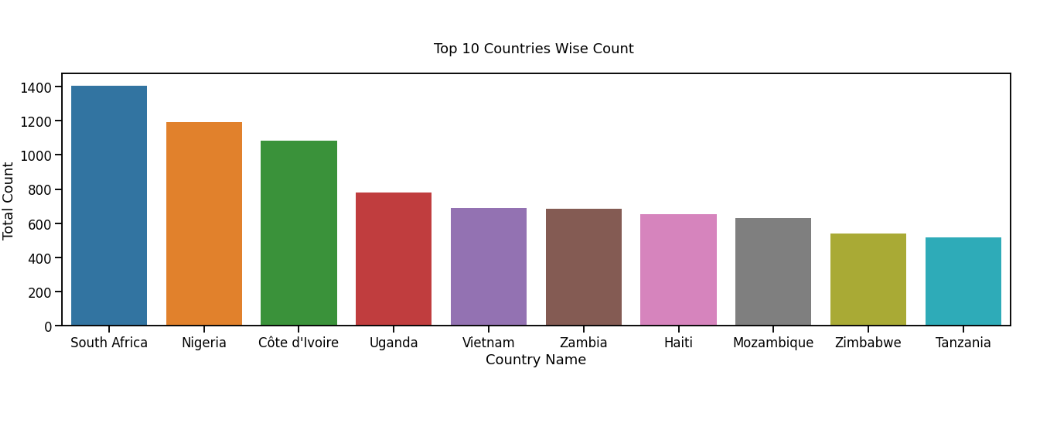 Top 10 Countries Wise Count
Total Count
1400
1200
1000
800
600
400
200
0
South Africa Nigeria Côte d'Ivoire Uganda Vietnam Zambia Haiti Mozambique Zimbabwe Tanzania
Country Name